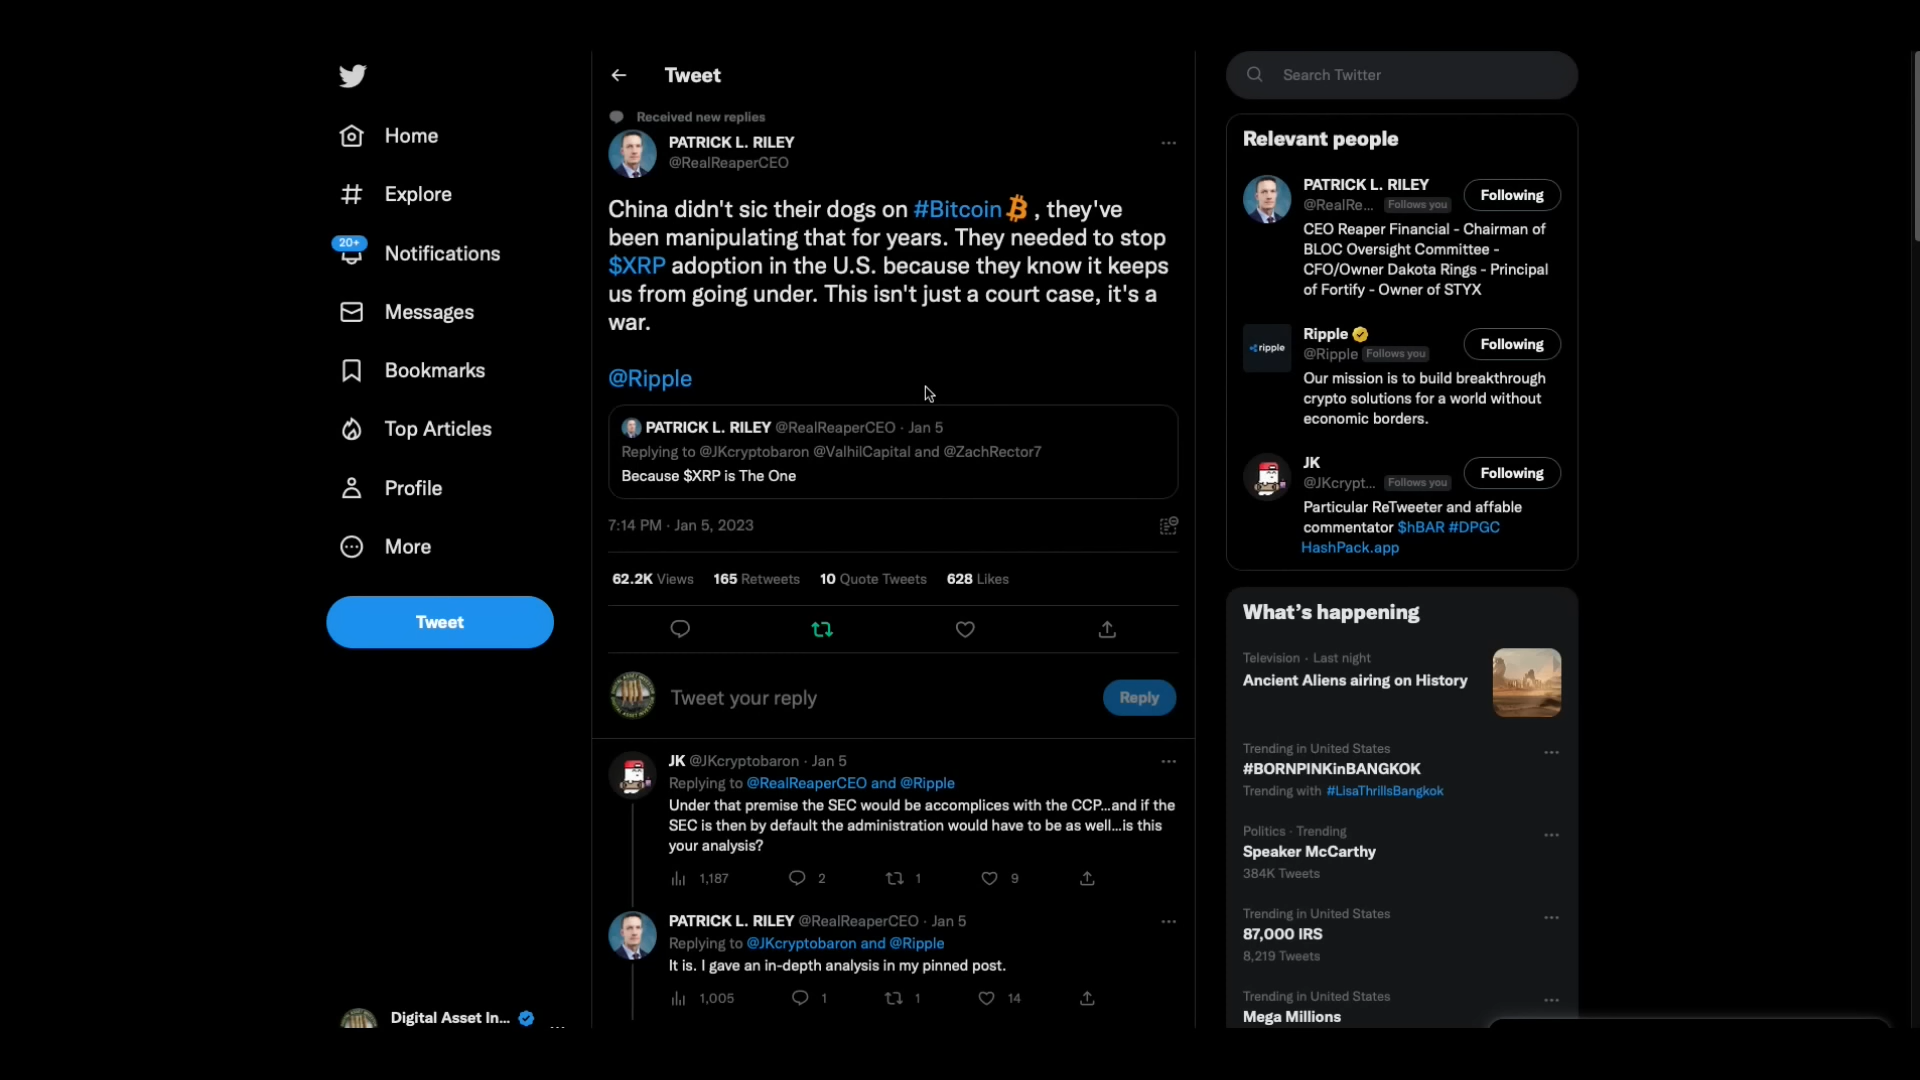 Home
Explore
20+
Notifications
Messages
Bookmarks
Top Articles
Profile
More
Tweet
Digital Asset In...
Tweet
Received new replies
PATRICK L. RILEY
@RealReaperCEO
China didn't sic their dogs on #Bitcoin , they've
been manipulating that for years. They needed to stop
$XRP adoption in the U.S. because they know it keeps
us from going under. This isn't just a court case, it's a
war.
@Ripple
PATRICK L. RILEY @RealReaperCEO · Jan 5
Replying to @JKcryptobaron @ValhilCapital and @ZachRector7
Because $XRP is The One
7:14 PM · Jan 5, 2023
62.2K Views 165 Retweets 10 Quote Tweets 628 Likes
Tweet your reply
Reply
JK @JKcryptobaron · Jan 5
Replying to @RealReaperCEO and @Ripple
Under that premise the SEC would be accomplices with the CCP...and if the
SEC is then by default the administration would have to be as well...is this
your analysis?
1,187 2 1 9
PATRICK L. RILEY @RealReaperCEO · Jan 5
Replying to @JKcryptobaron and @Ripple
It is. I gave an in-depth analysis in my pinned post.
1,005 1 1 14
Search Twitter
Relevant people
PATRICK L. RILEY
@RealRe... Follows you
Following
CEO Reaper Financial - Chairman of
BLOC Oversight Committee -
CFO/Owner Dakota Rings - Principal
of Fortify - Owner of STYX
ripple
Ripple
@Ripple Follows you
Following
Our mission is to build breakthrough
crypto solutions for a world without
economic borders.
JK
@JKcrypt... Follows you
Following
Particular ReTweeter and affable
commentator $hBAR #DPGC
HashPack.app
What's happening
Television · Last night
Ancient Aliens airing on History
Trending in United States
#BORNPINKinBANGKOK
Trending with #LisaThrillsBangkok
Politics · Trending
Speaker McCarthy
384K Tweets
Trending in United States
87,000 IRS
8,219 Tweets
Trending in United States
Mega Millions